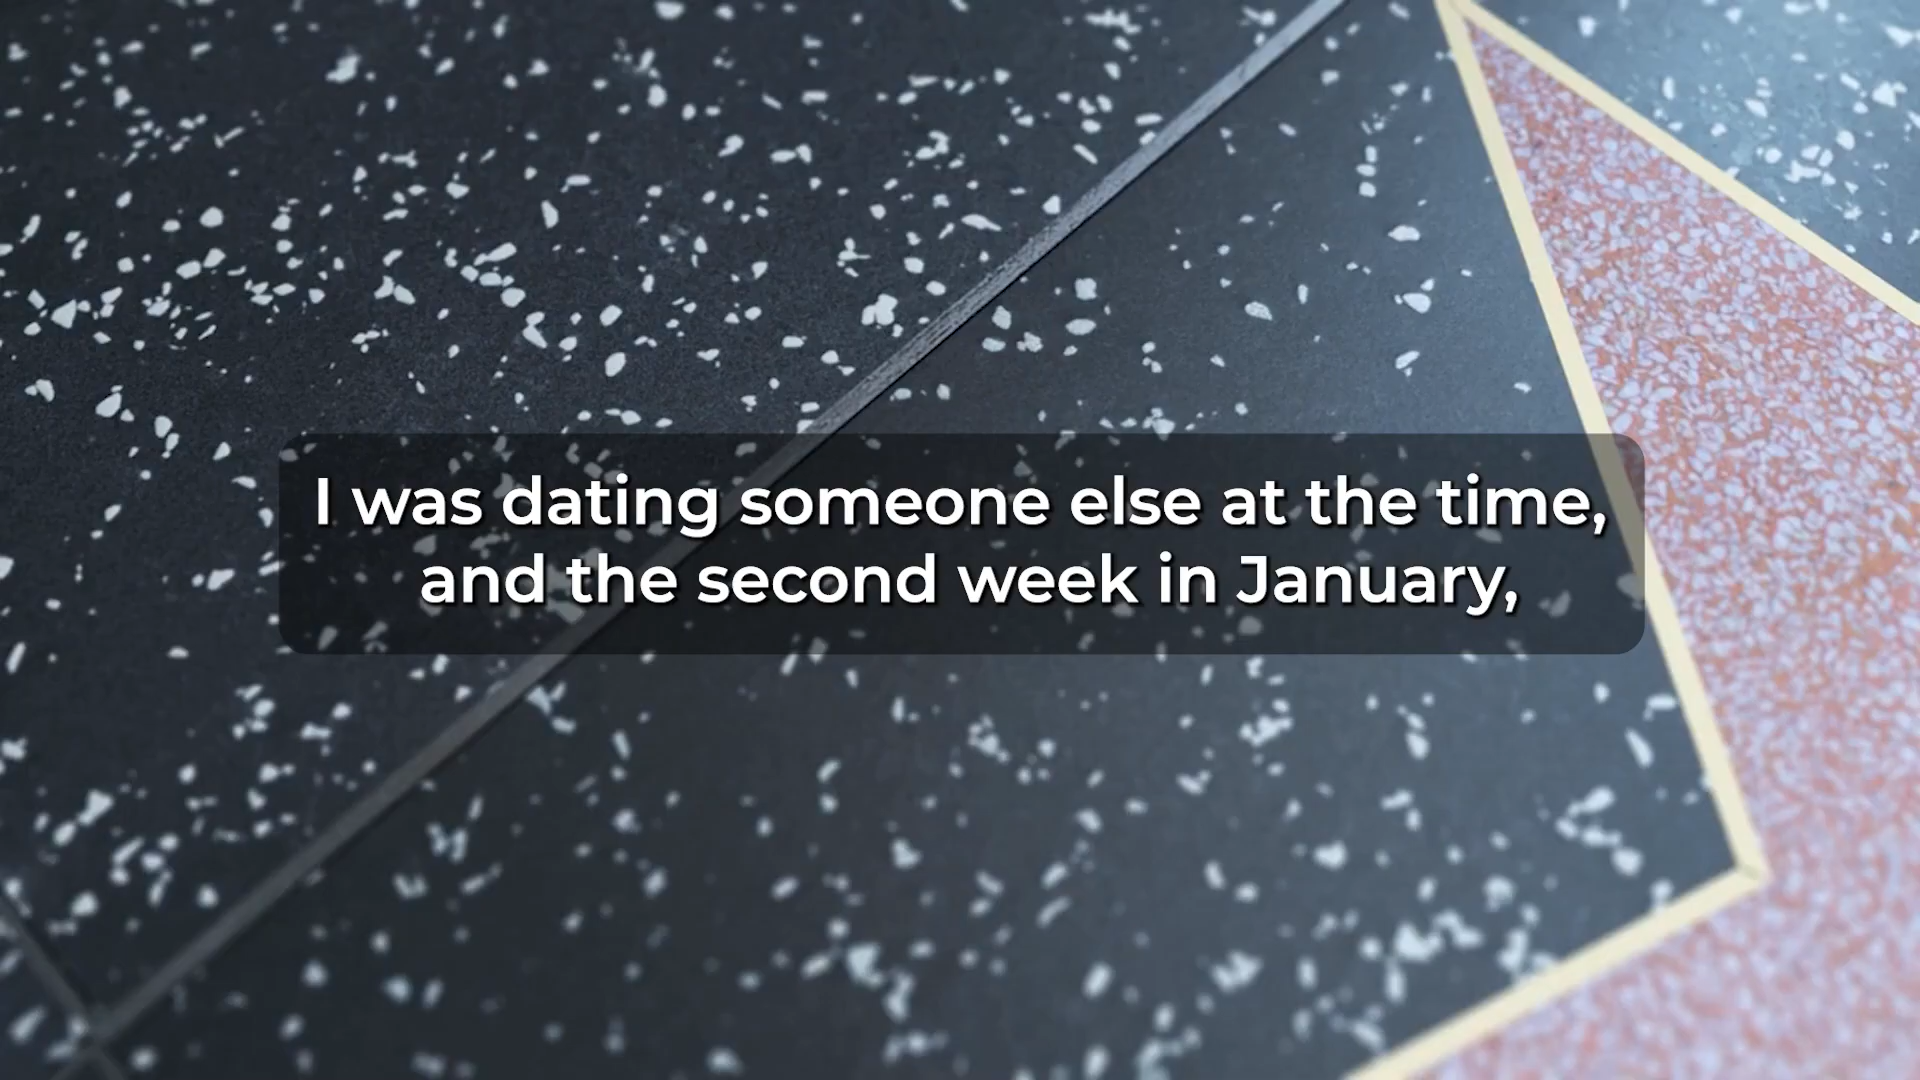 I was dating someone else at the time,
and the second week in January,